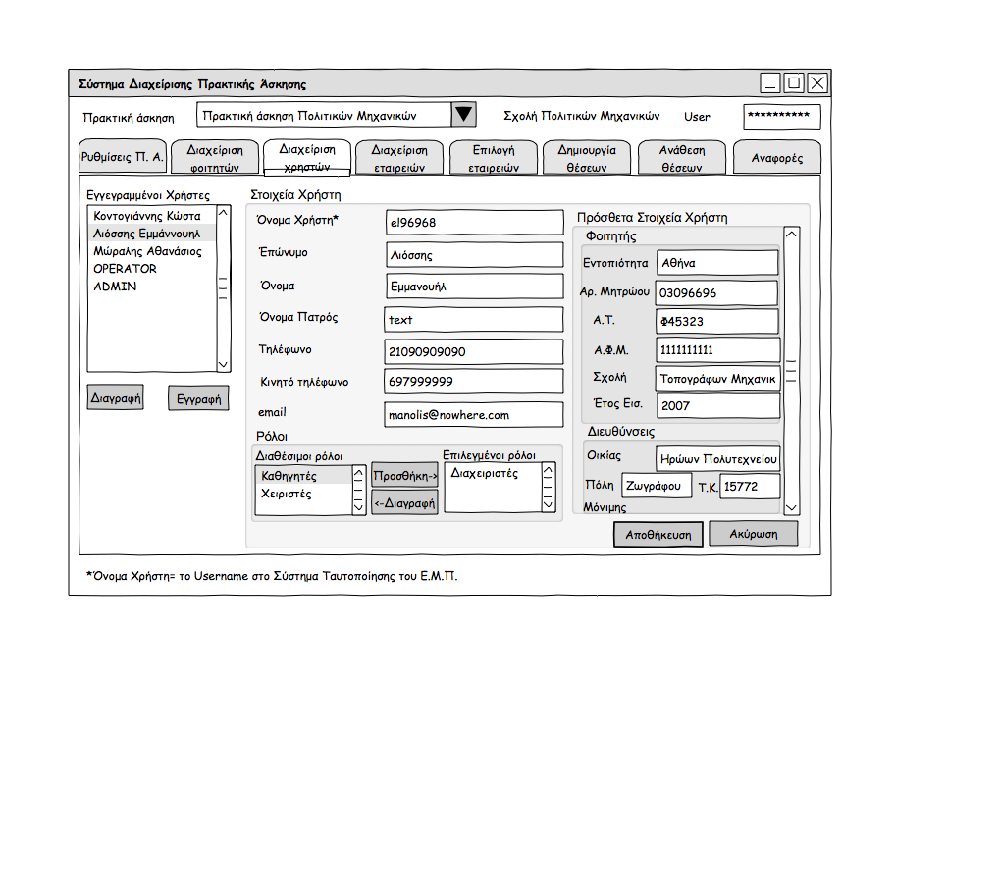 Σύστημα Διαχείρισης Πρακτικής Άσκησης
Πρακτική άσκηση
Πρακτική άσκηση Πολιτικών Μηχανικών
Σχολή Πολιτικών Μηχανικών
User
**********
Ρυθμίσεις Π. Α.
Διαχείριση
φοιτητών
Διαχείριση
χρηστών
Διαχείριση
εταιρειών
Επιλογή
εταιρειών
Δημιουργία
θέσεων
Ανάθεση
θέσεων
Αναφορές
Εγγεγραμμένοι Χρήστες
Κοντογιάννης Κώστα
Λιόσσης Εμμάννουηλ
Μώραλης Αθανάσιος
OPERATOR
ADMIN
Διαγραφή
Εγγραφή
Στοιχεία Χρήστη
Όνομα Χρήστη*
el96968
Έπώνυμο
Λιόσσης
Όνομα
Εμμανουήλ
Όνομα Πατρός
text
Τηλέφωνο
21090909090
Κινητό τηλέφωνο
697999999
email
manolis@nowhere.com
Ρόλοι
Διαθέσιμοι ρόλοι
Καθηγητές
Χειριστές
Προσθήκη->
<-Διαγραφή
Επιλεγμένοι ρόλοι
Διαχειριστές
Πρόσθετα Στοιχεία Χρήστη
Φοιτητής
Εντοπιότητα
Αθήνα
Αρ. Μητρώου
03096696
Α.Τ.
Φ45323
Α.Φ.Μ.
1111111111
Σχολή
Τοπογράφων Μηχανικ
Έτος Εισ.
2007
Διευθύνσεις
Οικίας
Ηρώων Πολυτεχνείου
Πόλη
Ζωγράφου
Τ.Κ.
15772
Μόνιμης
Αποθήκευση
Ακύρωση
*Όνομα Χρήστη= το Username στο Σύστημα Ταυτοποίησης του Ε.Μ.Π.